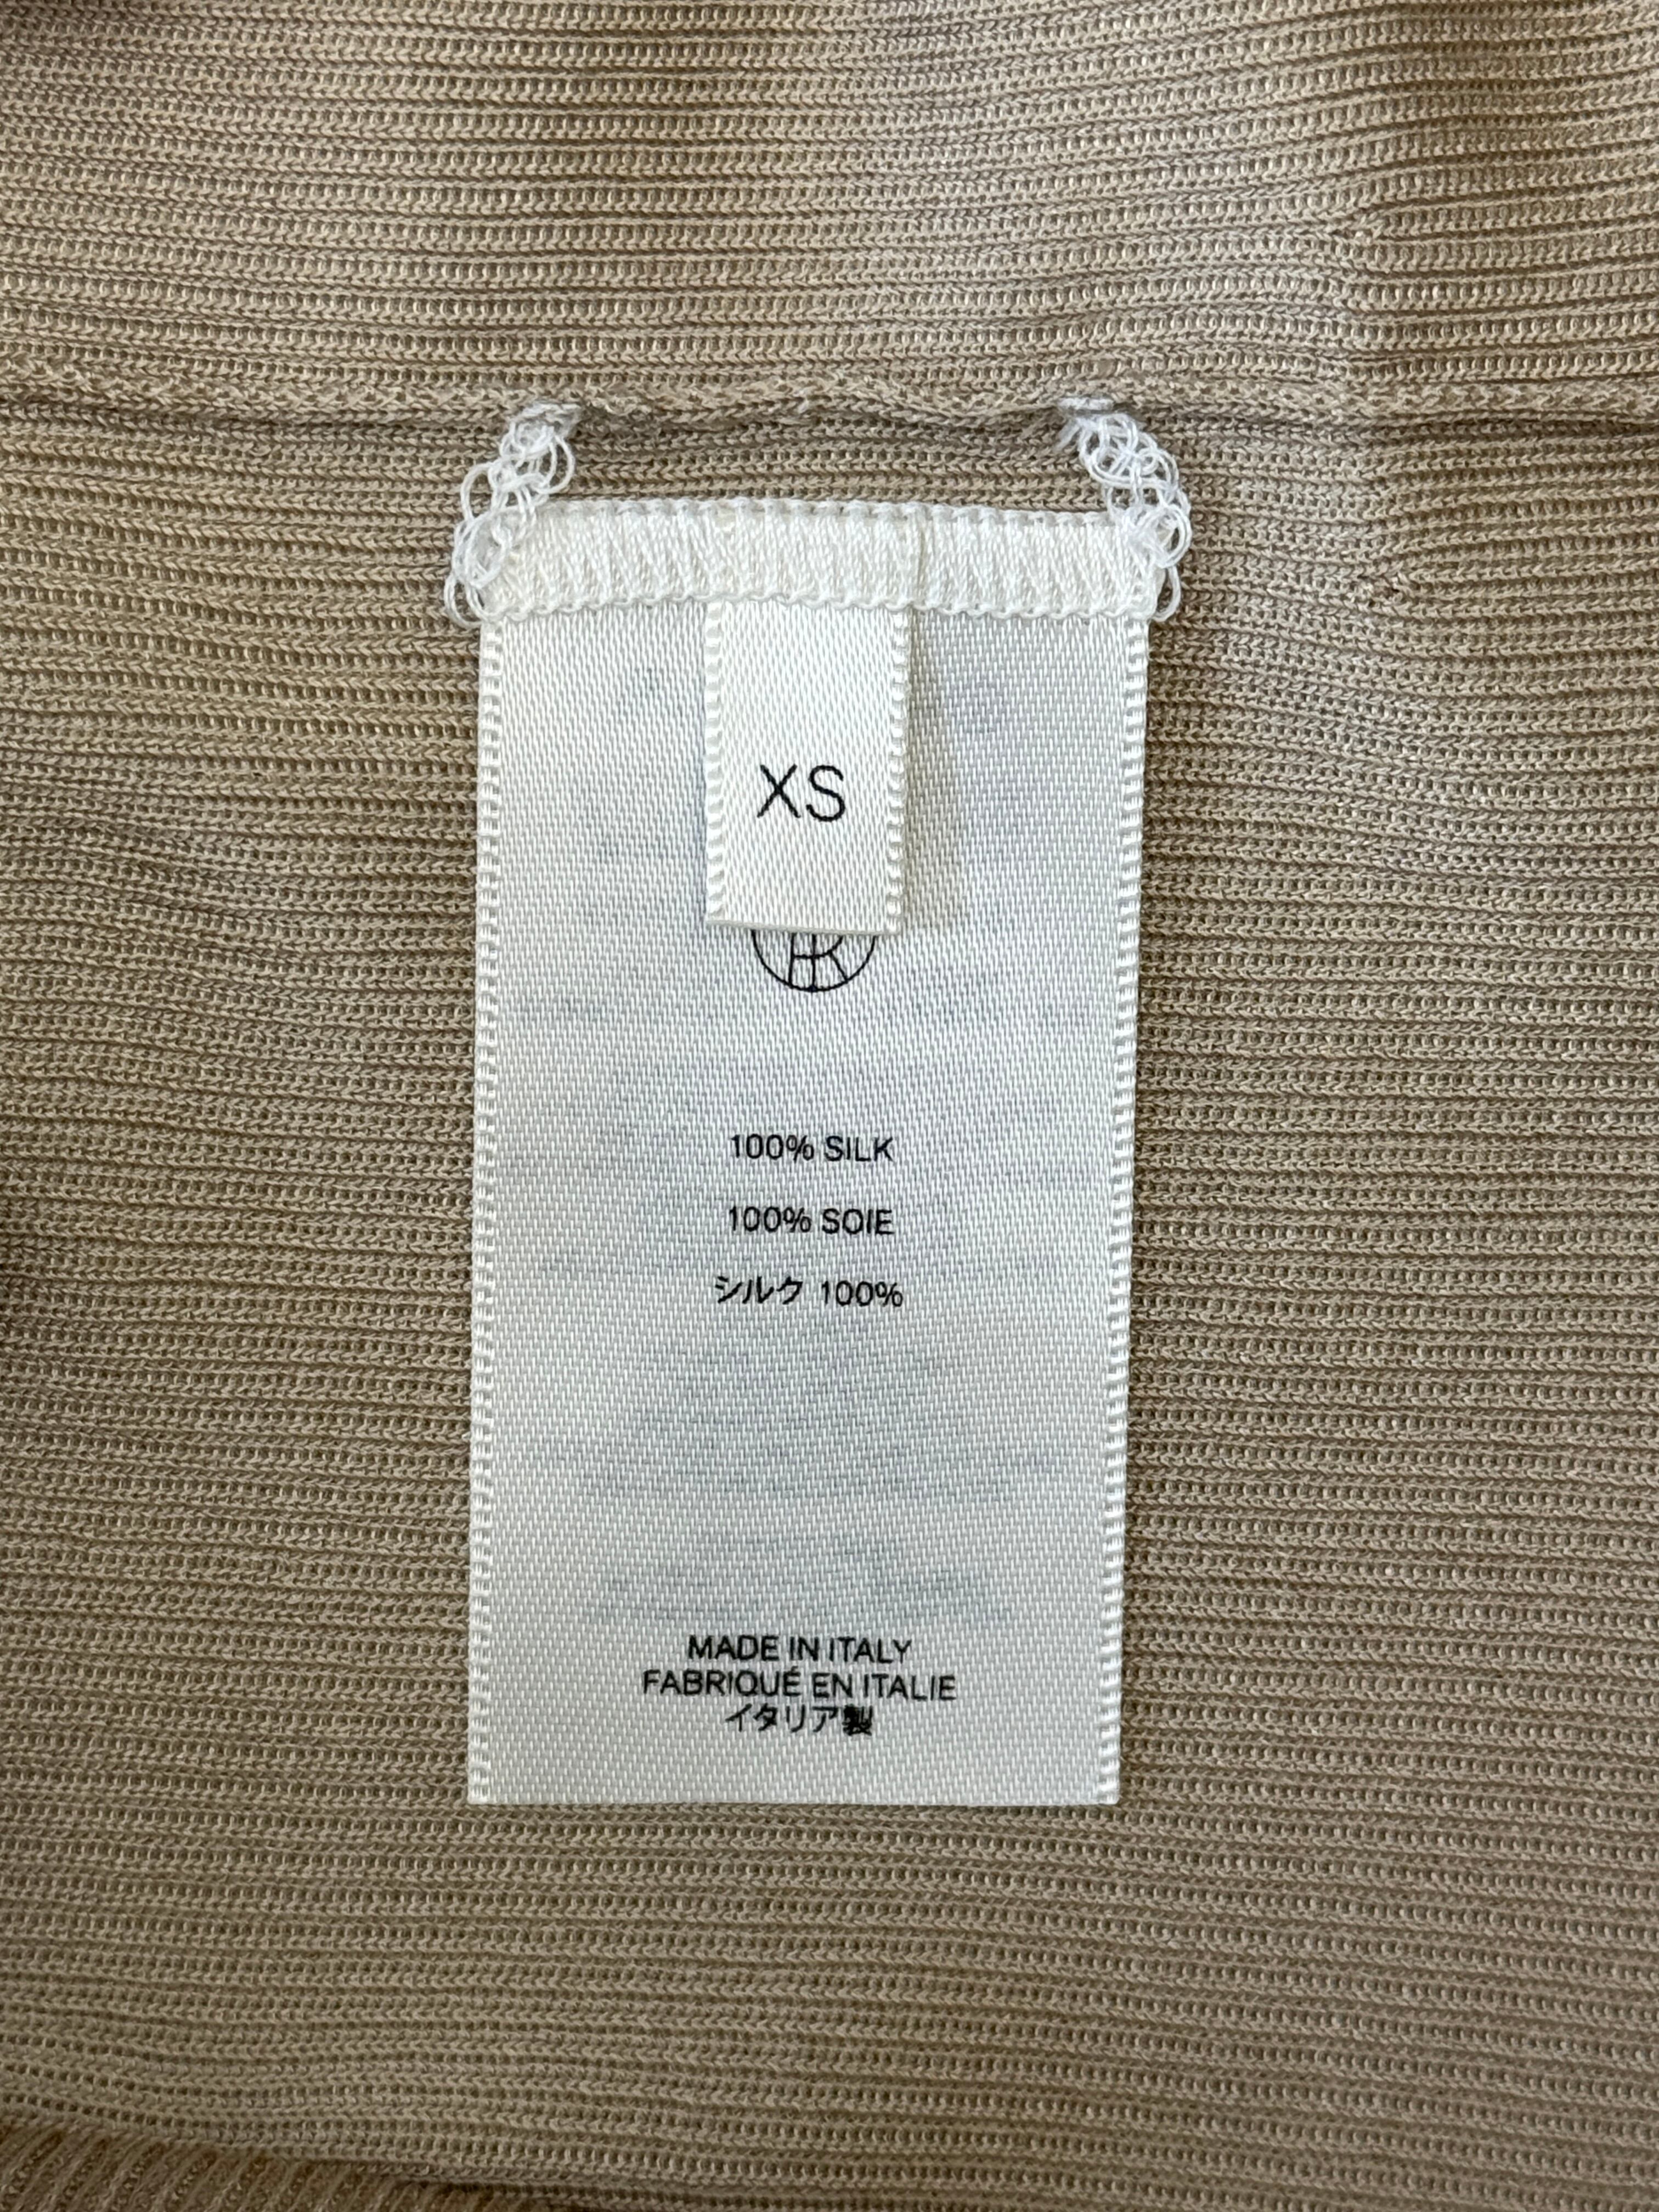 XS
100% SILK
100% SOIE
シルク 100%
MADE IN ITALY
FABRIQUÉ EN ITALIE
イタリア製